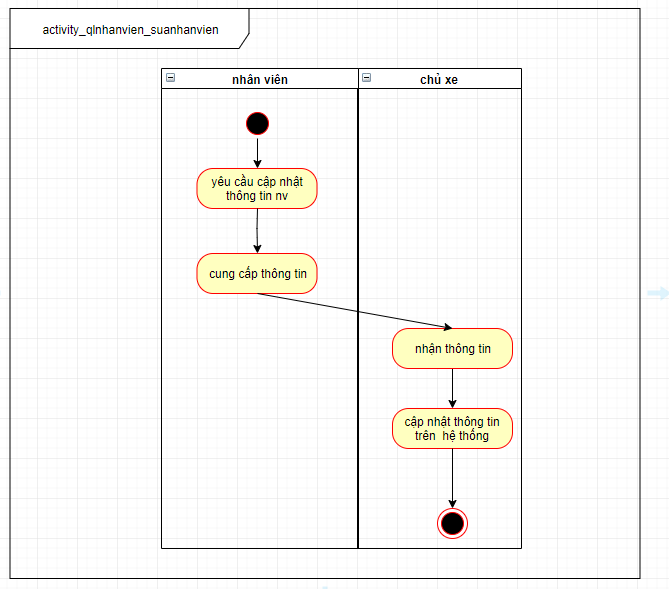 activity_qlnhanvien_suanhanvien
nhân viên
chủ xe
yêu cầu cập nhật
thông tin nv
cung cấp thông tin
nhận thông tin
cập nhật thông tin
trên hệ thống